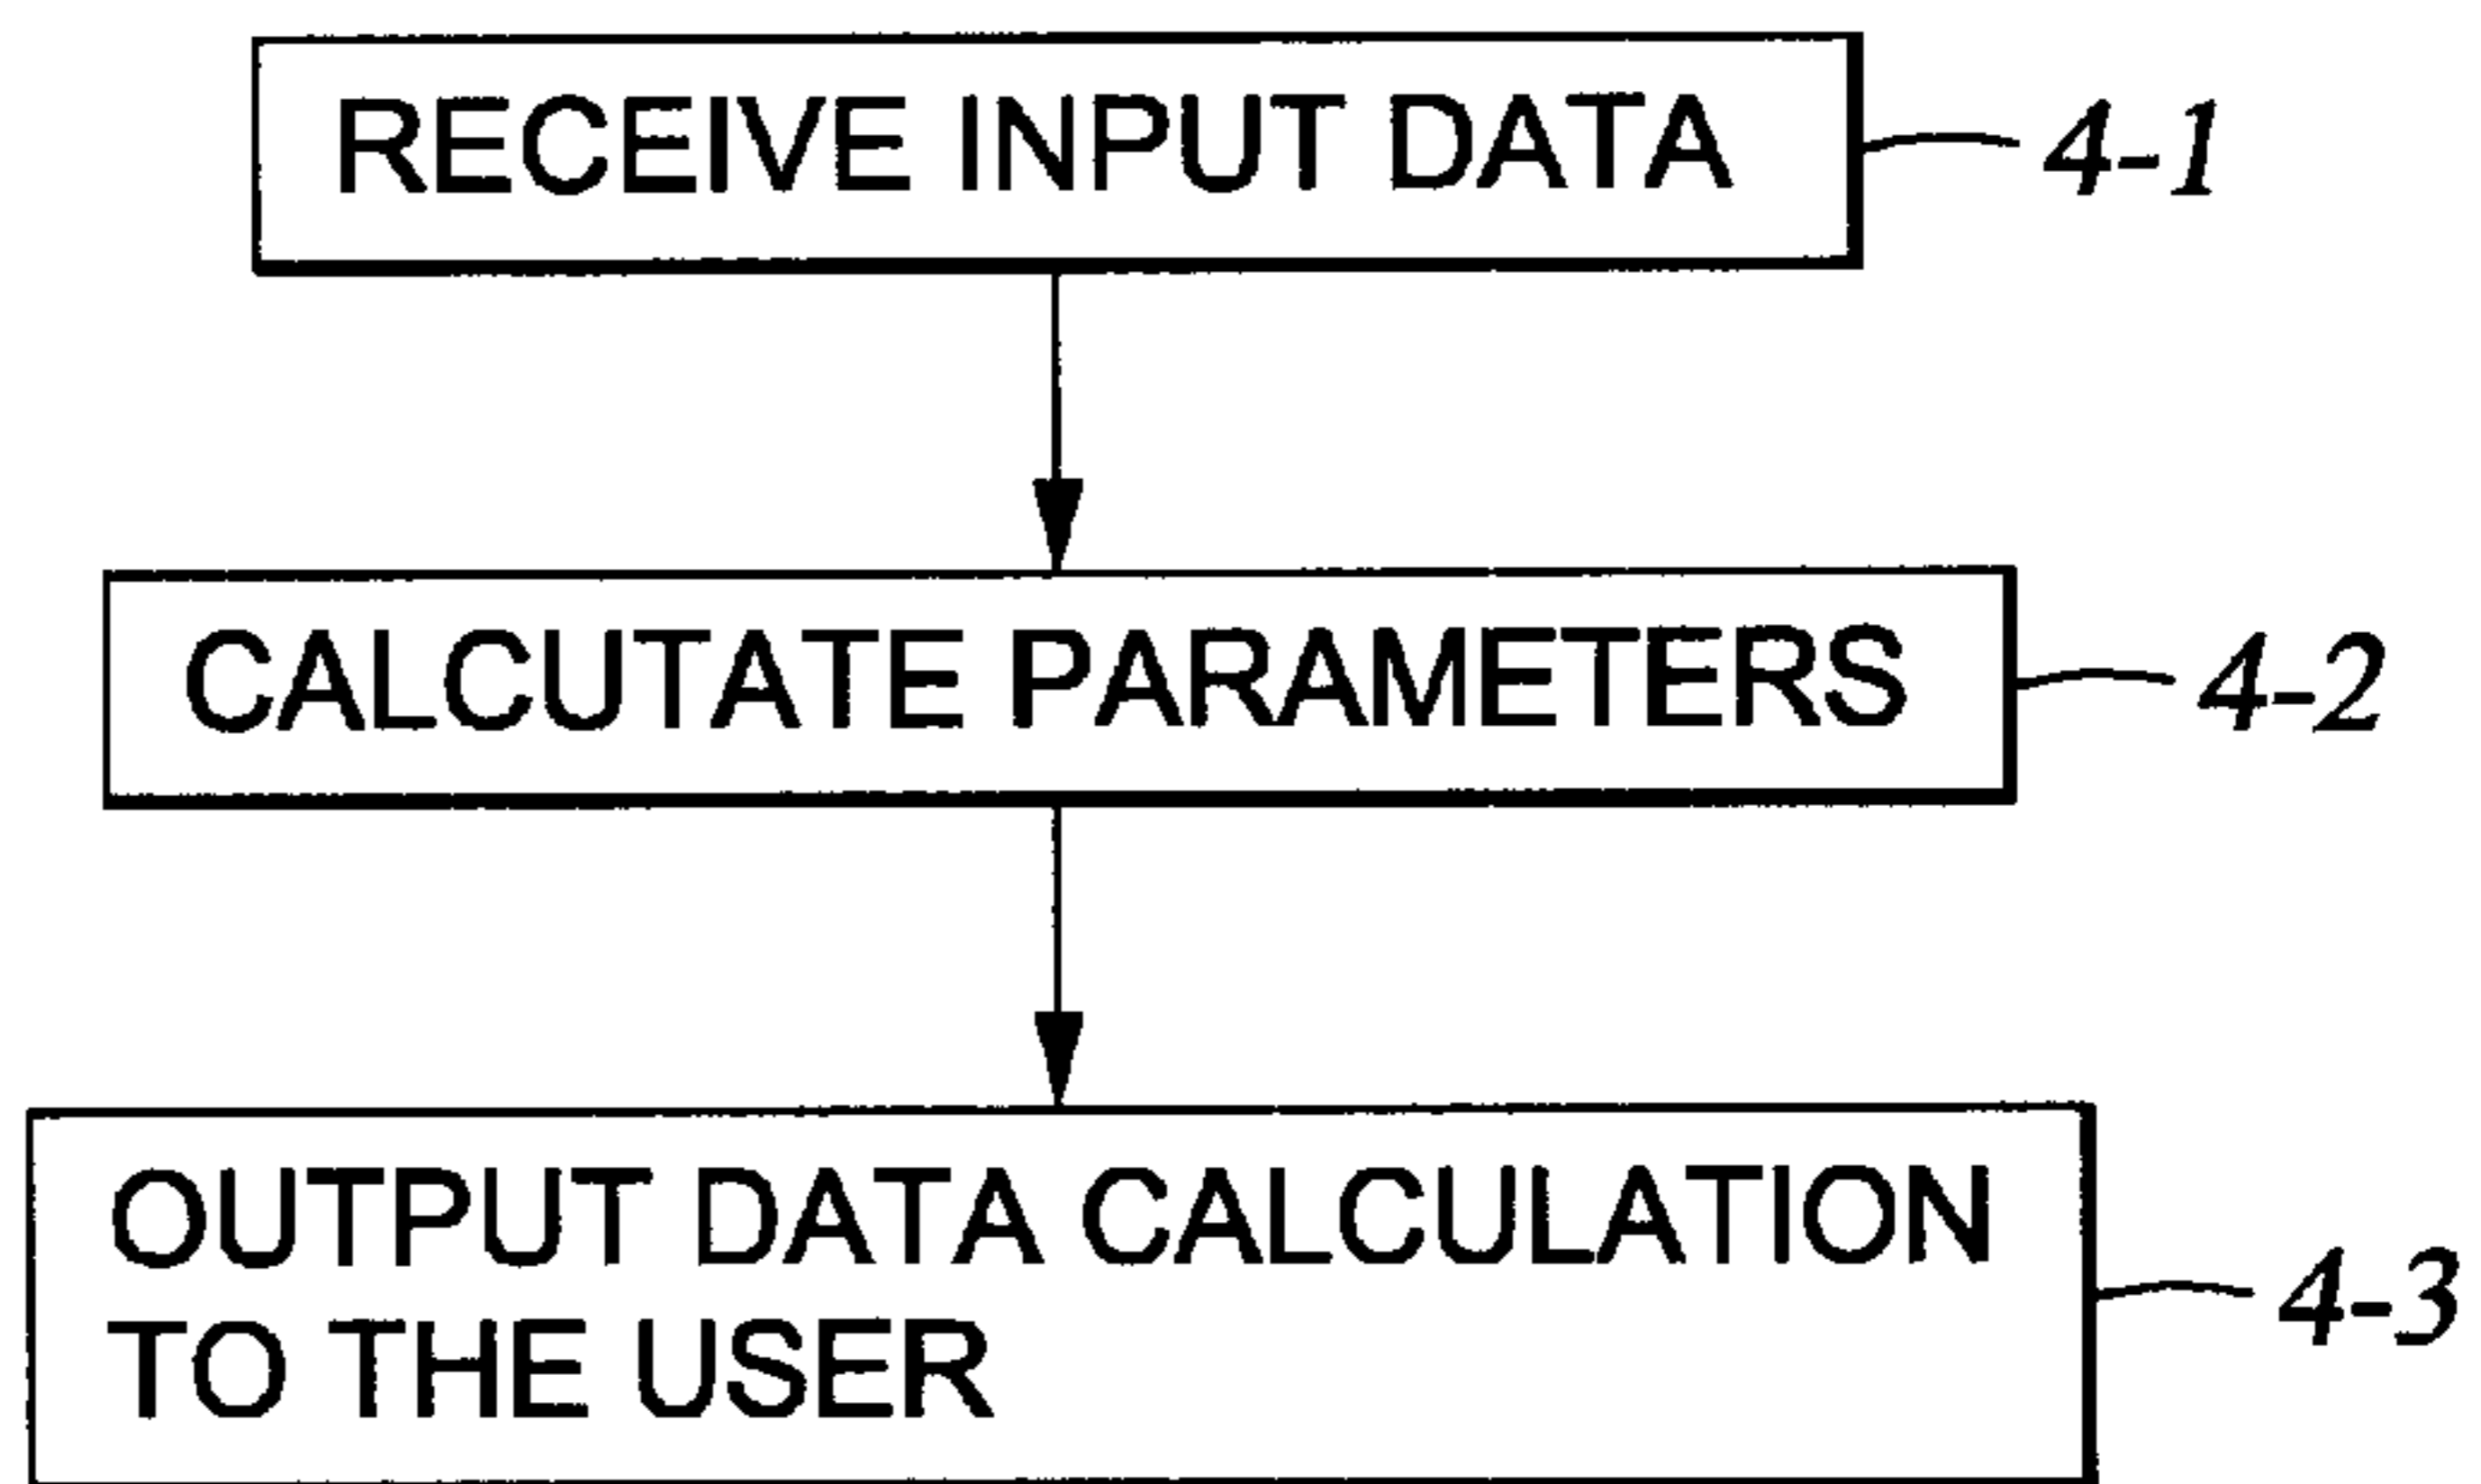 RECEIVE INPUT DATA
4-1
CALCUTATE PARAMETERS
4-2
OUTPUT DATA CALCULATION
TO THE USER
4-3